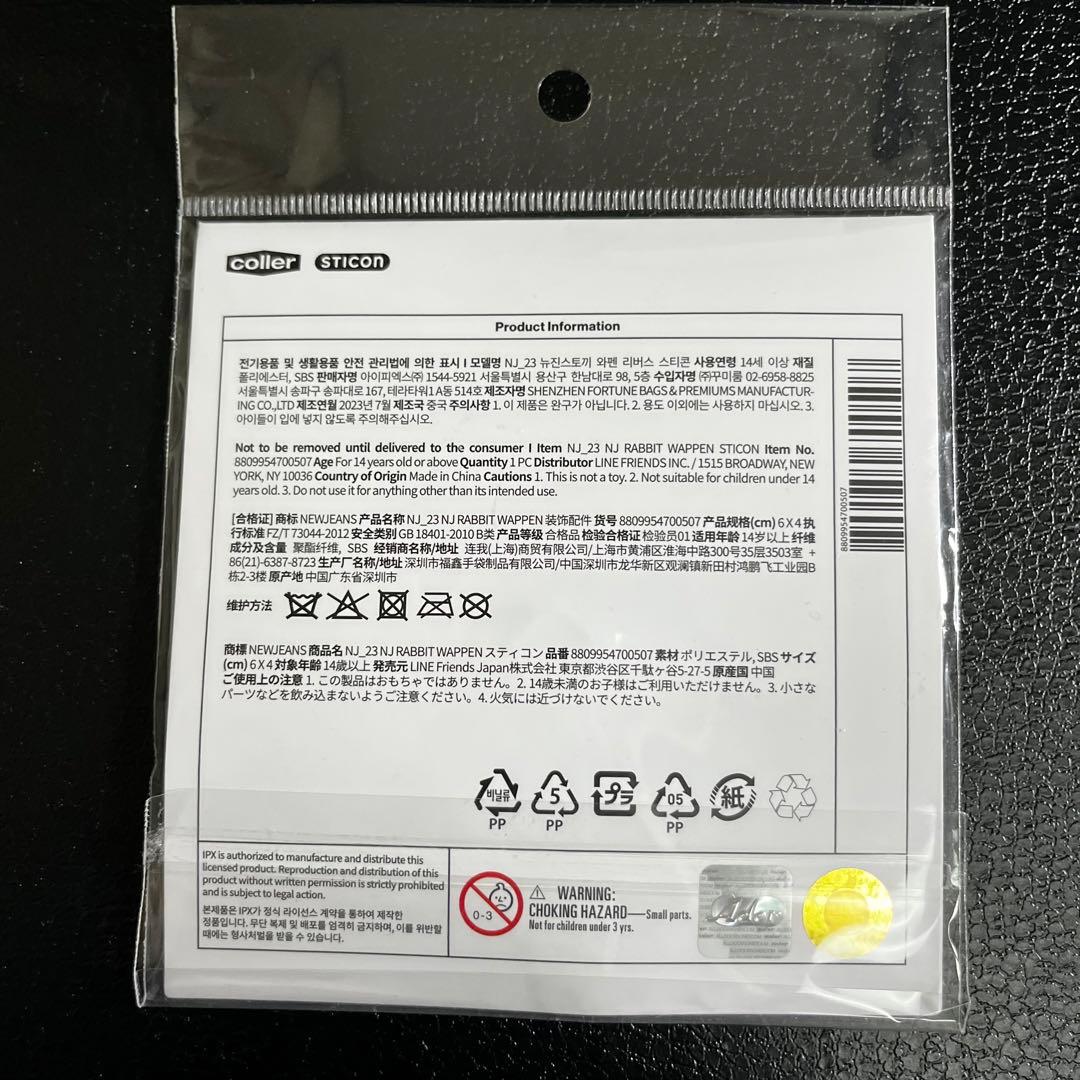 coller STICON
Product Information
전기용품 및 생활용품 안전 관리법에 의한 표시 I 모델명 NJ_23 뉴진스토끼 와펜 리버스 스티콘 사용연령 14세 이상 재질
폴리에스터, SBS 판매자명 아이피엑스㈜ 1544-5921 서울특별시 용산구 한남대로 98, 5층 수입자명 ㈜꾸미룸 02-6958-8825
서울특별시 송파구 송파대로 167, 테라타워1 A동 514호 제조자명 SHENZHEN FORTUNE BAGS & PREMIUMS MANUFACTUR-
ING CO.,LTD 제조연월 2023년 7월 제조국 중국 주의사항 1. 이 제품은 완구가 아닙니다. 2. 용도 이외에는 사용하지 마십시오. 3.
아이들이 입에 넣지 않도록 주의해주십시오.
Not to be removed until delivered to the consumer I Item NJ_23 NJ RABBIT WAPPEN STICON Item No.
8809954700507 Age For 14 years old or above Quantity 1 PC Distributor LINE FRIENDS INC. / 1515 BROADWAY, NEW
YORK, NY 10036 Country of Origin Made in China Cautions 1. This is not a toy. 2. Not suitable for children under 14
years old. 3. Do not use it for anything other than its intended use.
[合格证] 商标 NEWJEANS 产品名称 NJ_23 NJ RABBIT WAPPEN 装饰配件 货号 8809954700507 产品规格(cm) 6 X 4 执
行标准 FZ/T 73044-2012 安全类别 GB 18401-2010 B类 产品等级 合格品 检验合格证 检验员01 适用年龄 14岁以上 纤维
成分及含量 聚酯纤维, SBS 经销商名称/地址 连我(上海)商贸有限公司/上海市黄浦区淮海中路300号35层3503室 +
86(21)-6387-8723 生产厂名称/地址 深圳市福鑫手袋制品有限公司/中国深圳市龙华新区观澜镇新田村鸿鹏飞工业园B
栋2-3楼 原产地 中国广东省深圳市
维护方法
商標 NEWJEANS 商品名 NJ_23 NJ RABBIT WAPPEN スティコン 品番 8809954700507 素材 ポリエステル, SBS サイズ
(cm) 6 X 4 対象年齢 14歳以上 発売元 LINE Friends Japan株式会社 東京都渋谷区千駄ヶ谷5-27-5 原産国 中国
ご使用上の注意 1. この製品はおもちゃではありません。2. 14歳未満のお子様はご利用いただけません。3. 小さな
パーツなどを飲み込まないようご注意ください。4. 火気には近づけないでください。
8809954700507
비닐류 5 プラ 05 紙
PP PP PP
IPX is authorized to manufacture and distribute this
licensed product. Reproduction and distribution of this
product without written permission is strictly prohibited
and is subject to legal action.
본제품은 IPX가 정식 라이선스 계약을 통하여 제작한
정품입니다. 무단 복제 및 배포를 엄격히 금지하며, 이를 위반할
때에는 형사처벌을 받을 수 있습니다.
0-3
WARNING:
CHOKING HAZARD—Small parts.
Not for children under 3 yrs.